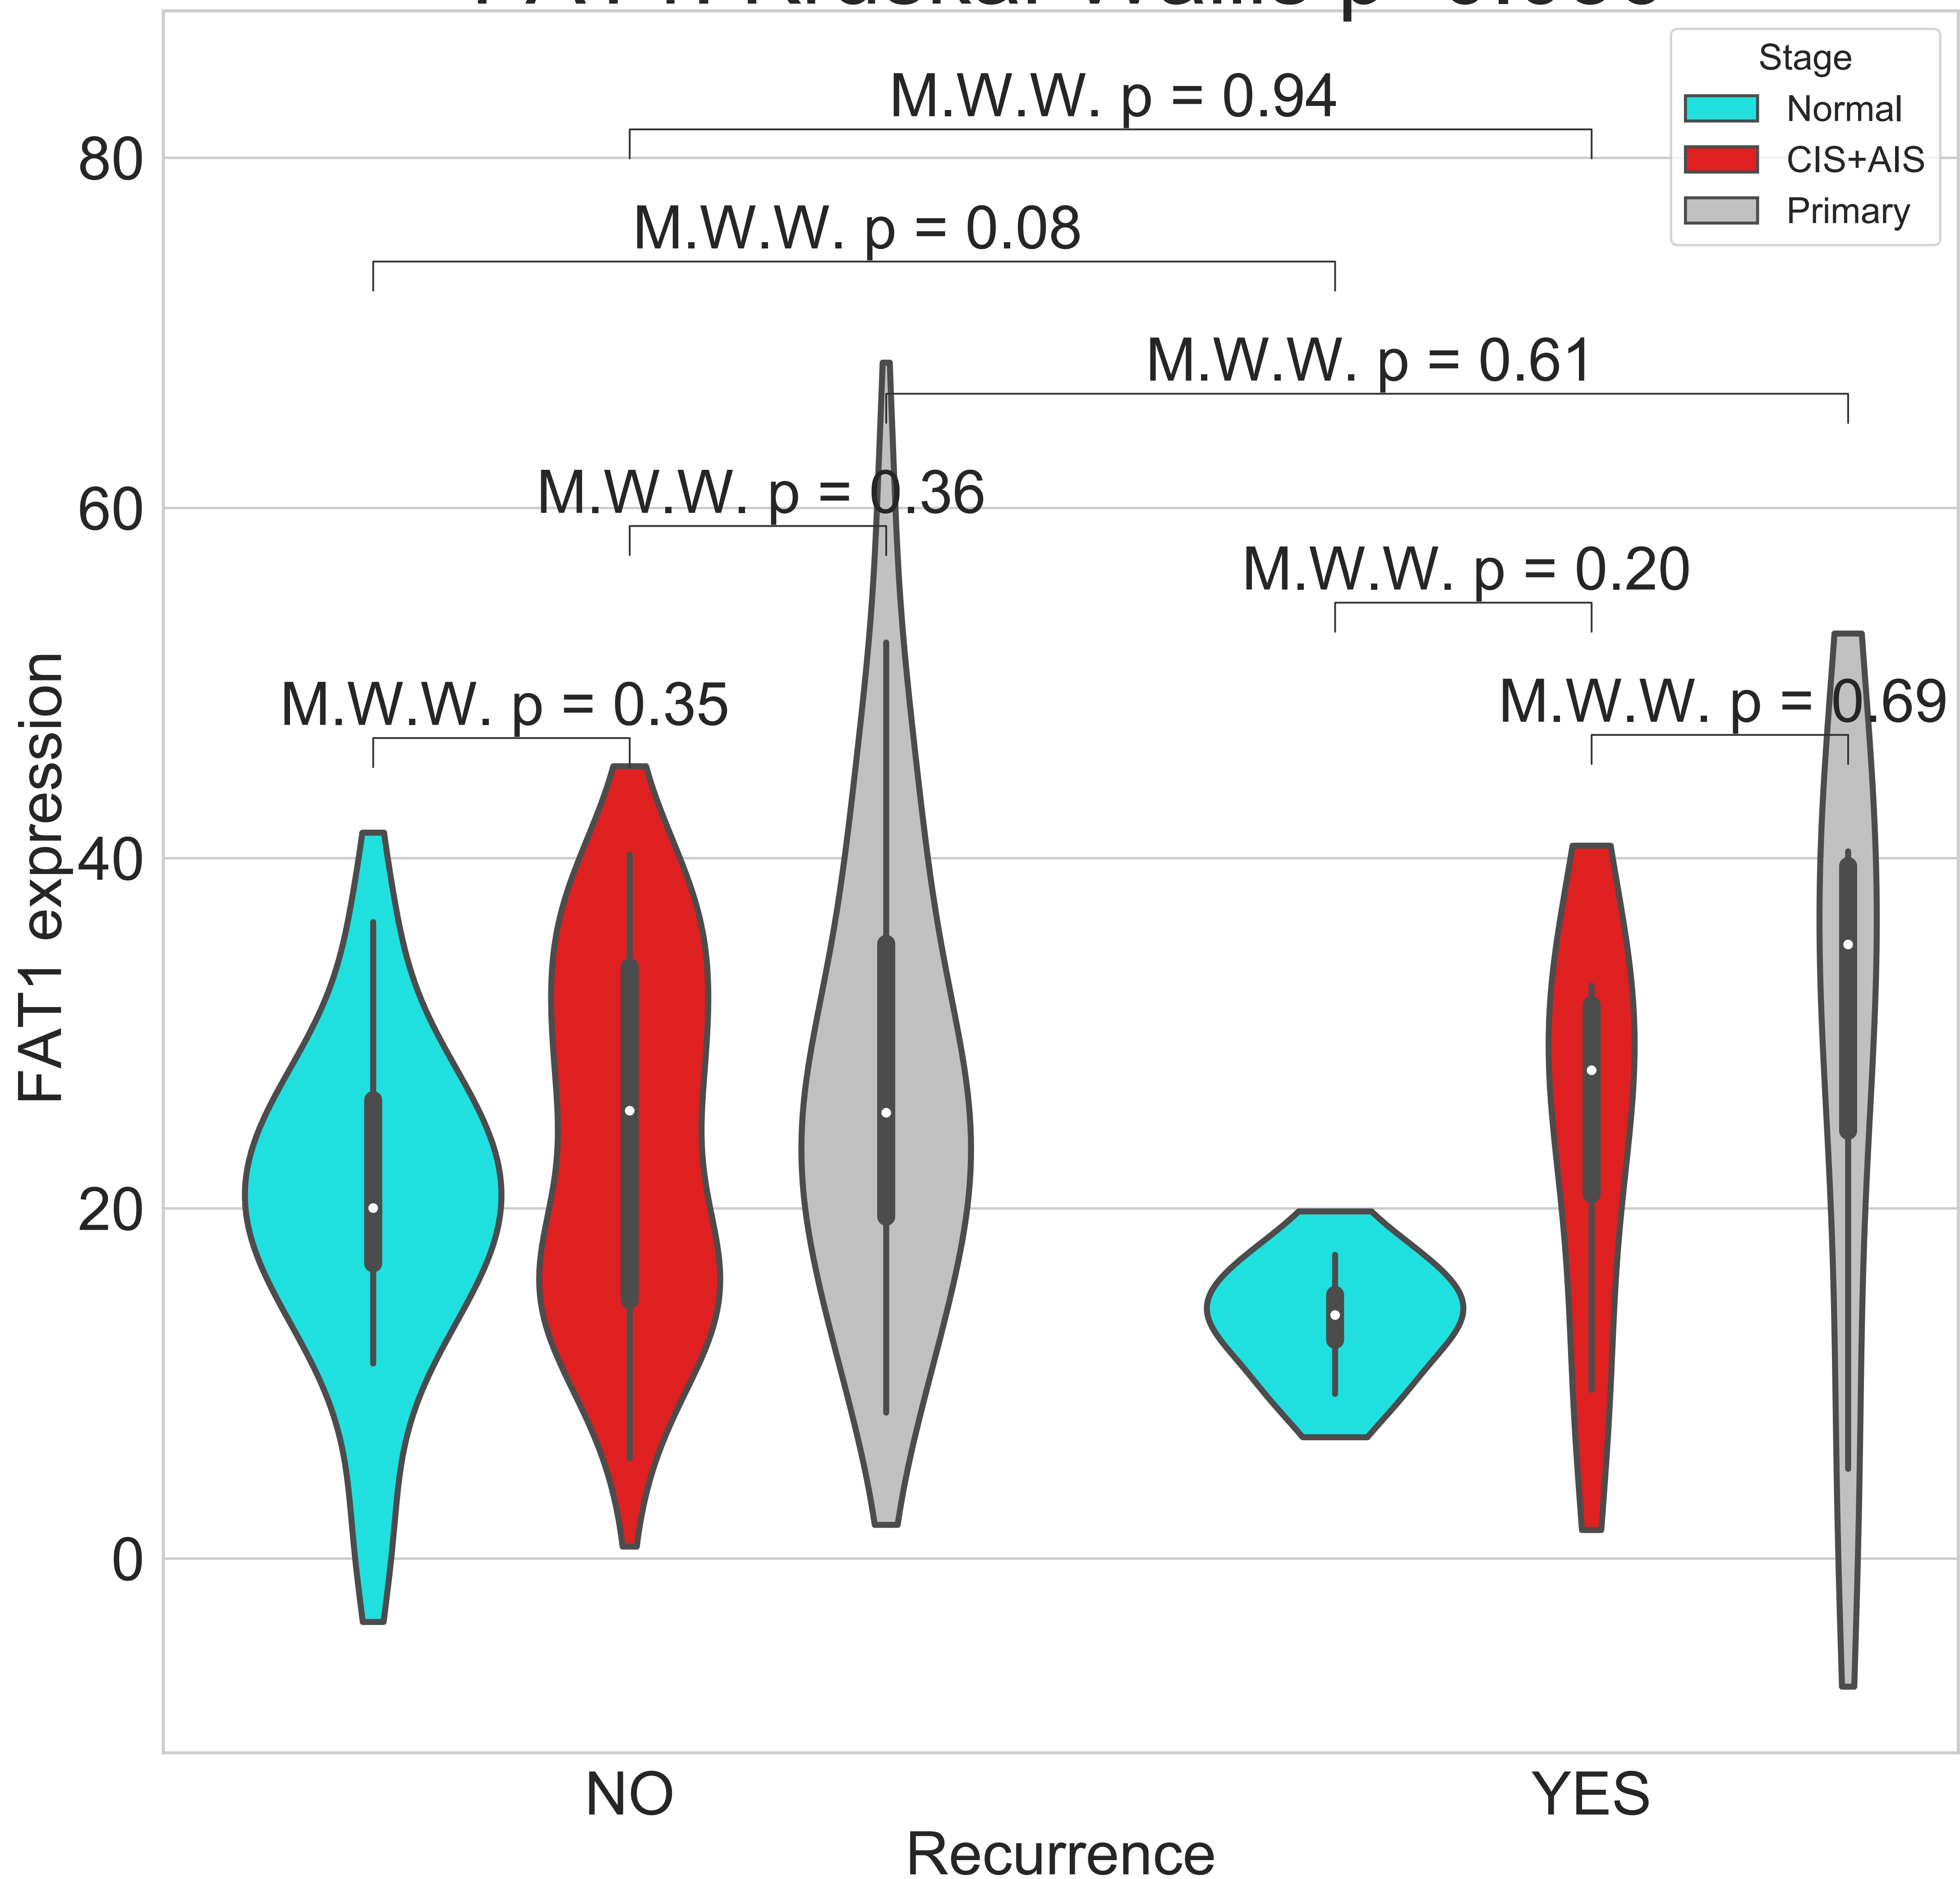 Stage
Normal
CIS+AIS
Primary
M.W.W. p = 0.94
M.W.W. p = 0.08
M.W.W. p = 0.61
M.W.W. p = 0.36
M.W.W. p = 0.20
M.W.W. p = 0.35
M.W.W. p = 0.69
80
60
40
20
0
FAT1 expression
NO
YES
Recurrence